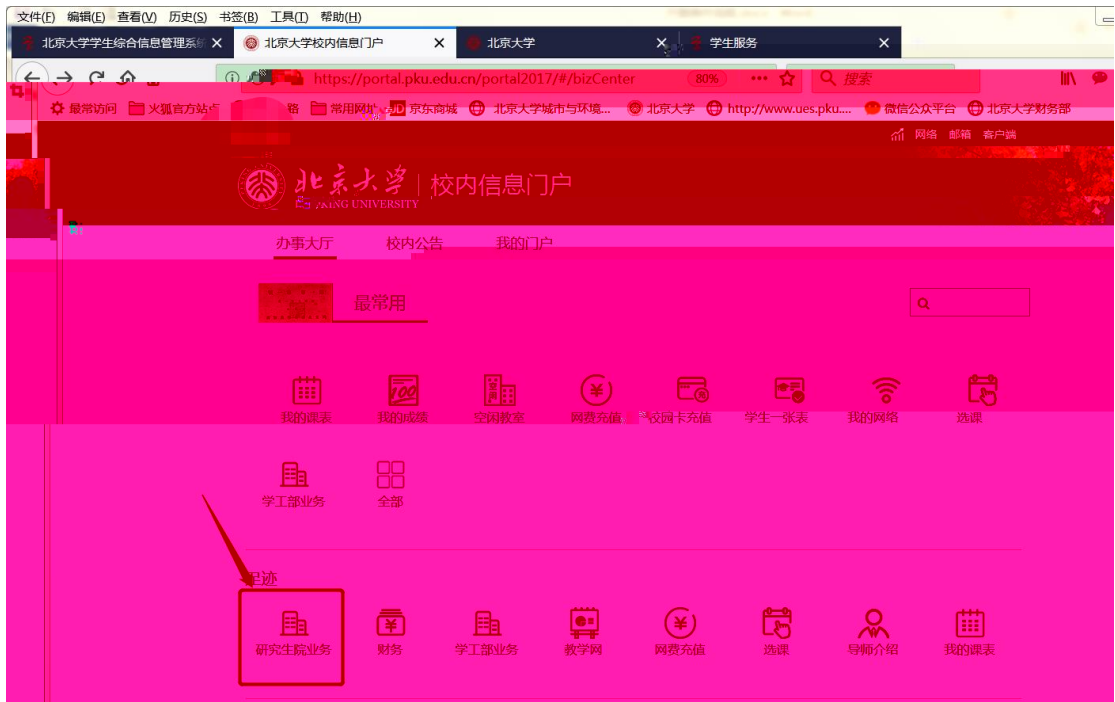 文件(F) 编辑(E) 查看(V) 历史(S) 书签(B) 工具(T) 帮助(H)
北京大学学生综合信息管理系统 北京大学校内信息门户 北京大学 学生服务
https://portal.pku.edu.cn/portal2017/#/bizCenter 80% 搜索
最常访问 火狐官方站点 常用网址 JD 京东商城 北京大学城市与环境... 北京大学 http://www.ues.pku.... 微信公众平台 北京大学财务部
网络 邮箱 客户端
北京大学 校内信息门户
UNIVERSITY
办事大厅 校内公告 我的门户
最常用
100
我的课表 我的成绩 空闲教室 网费充值 校园卡充值 学生一张表 我的网络 选课
学工部业务 全部
足迹
研究生院业务 财务 学工部业务 教学网 网费充值 选课 导师介绍 我的课表